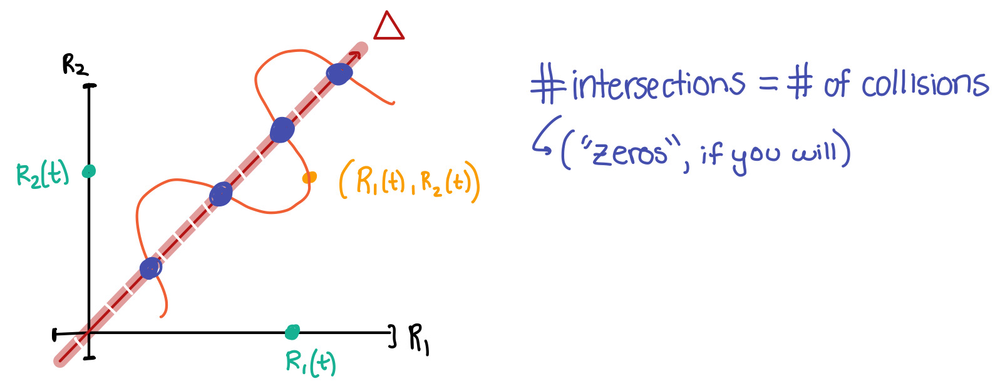 △
R₂
# intersections = # of collisions
("zeros", if you will)
R₂(t)
(R₁(t), R₂(t))
R₁
R₁(t)